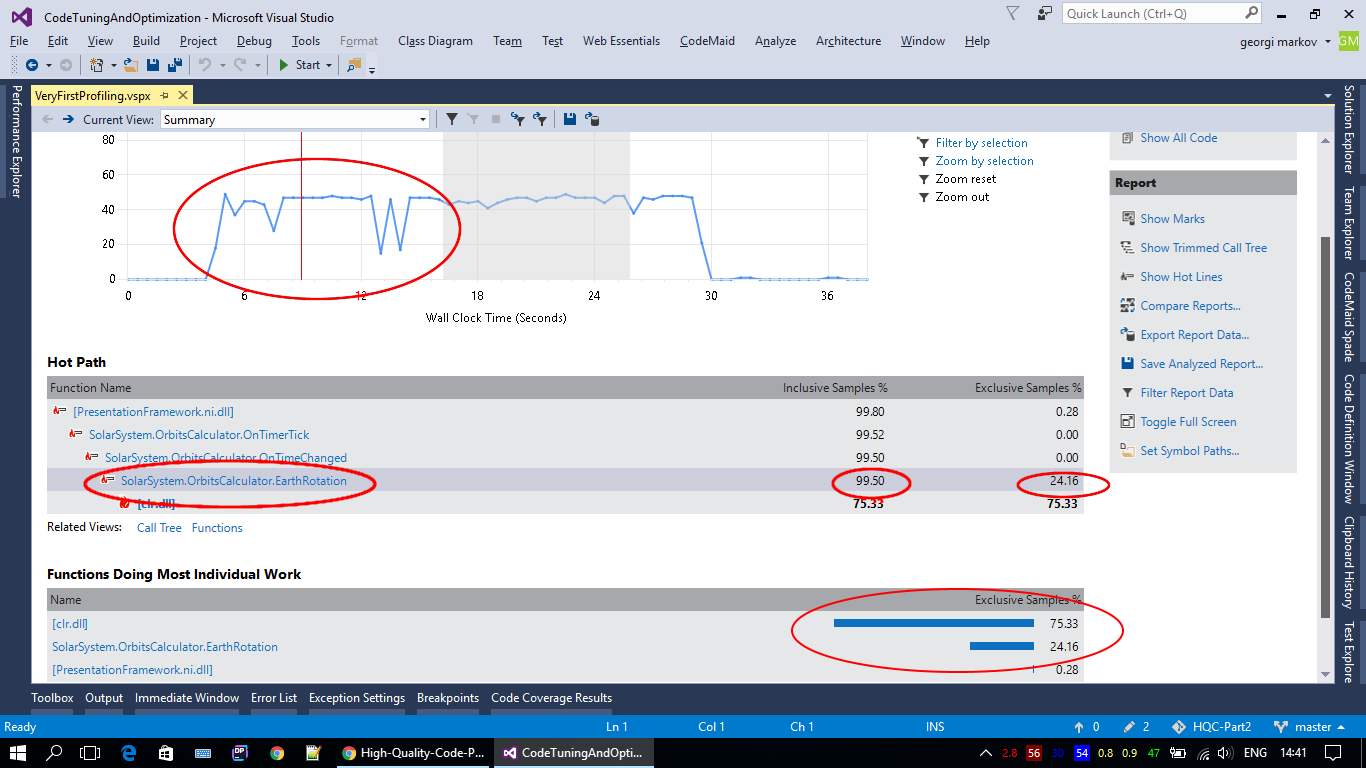 CodeTuningAndOptimization - Microsoft Visual Studio
Quick Launch (Ctrl+Q)
File Edit View Build Project Debug Tools Format Class Diagram Team Test Web Essentials CodeMaid Analyze Architecture Window Help
georgi markov GM
Start
VeryFirstProfiling.vspx
Current View: Summary
Performance Explorer
80
60
40
20
0
0 6 12 18 24 30 36
Wall Clock Time (Seconds)
Filter by selection
Zoom by selection
Zoom reset
Zoom out
Show All Code
Report
Show Marks
Show Trimmed Call Tree
Show Hot Lines
Compare Reports...
Export Report Data...
Save Analyzed Report...
Filter Report Data
Toggle Full Screen
Set Symbol Paths...
Solution Explorer
Team Explorer
CodeMaid Spade
Code Definition Window
Clipboard History
Test Explore
Hot Path
Function Name Inclusive Samples % Exclusive Samples %
[PresentationFramework.ni.dll] 99.80 0.28
SolarSystem.OrbitsCalculator.OnTimerTick 99.52 0.00
SolarSystem.OrbitsCalculator.OnTimeChanged 99.50 0.00
SolarSystem.OrbitsCalculator.EarthRotation 99.50 24.16
[clr.dll] 75.33 75.33
Related Views: Call Tree Functions
Functions Doing Most Individual Work
Name Exclusive Samples %
[clr.dll] 75.33
SolarSystem.OrbitsCalculator.EarthRotation 24.16
[PresentationFramework.ni.dll] 0.28
Toolbox Output Immediate Window Error List Exception Settings Breakpoints Code Coverage Results
Ready Ln 1 Col 1 Ch 1 INS 0 2 HQC-Part2 master
High-Quality-Code-P... CodeTuningAndOpti... 2.8 56 30 54 0.8 0.9 47 ENG 14:41